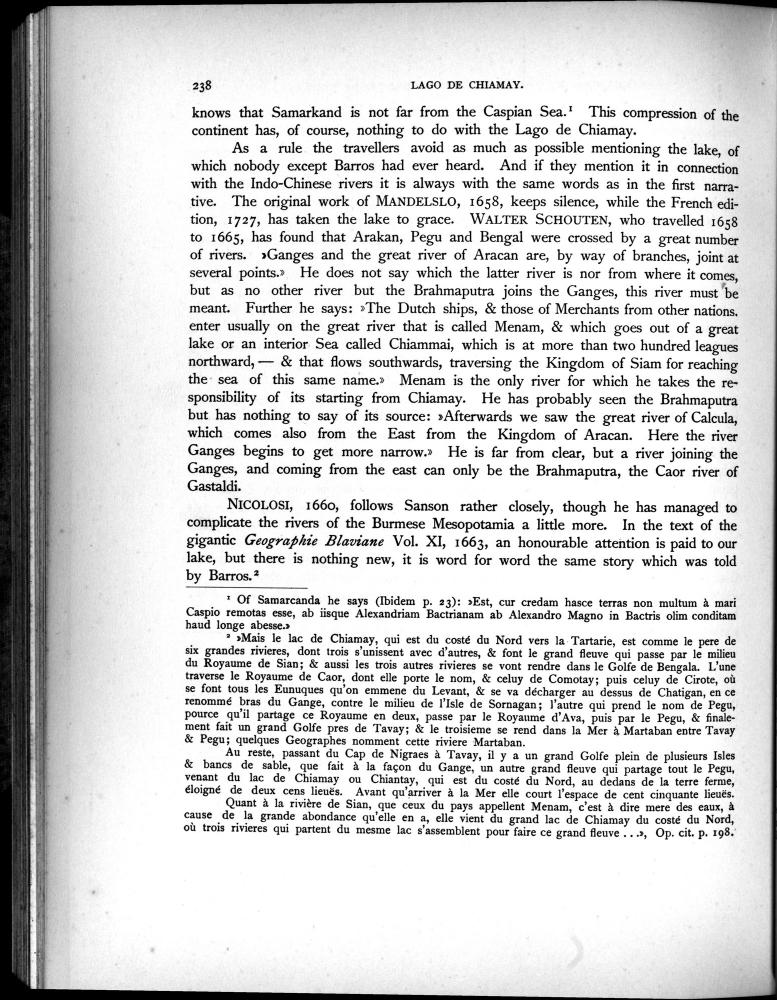 238
LAGO DE CHIAMAY.
knows that Samarkand is not far from the Caspian Sea.¹ This compression of the
continent has, of course, nothing to do with the Lago de Chiamay.
As a rule the travellers avoid as much as possible mentioning the lake, of
which nobody except Barros had ever heard. And if they mention it in connection
with the Indo-Chinese rivers it is always with the same words as in the first narra-
tive. The original work of MANDELSLO, 1658, keeps silence, while the French edi-
tion, 1727, has taken the lake to grace. WALTER SCHOUTEN, who travelled 1658
to 1665, has found that Arakan, Pegu and Bengal were crossed by a great number
of rivers. »Ganges and the great river of Aracan are, by way of branches, joint at
several points.» He does not say which the latter river is nor from where it comes,
but as no other river but the Brahmaputra joins the Ganges, this river must be
meant. Further he says: »The Dutch ships, & those of Merchants from other nations.
enter usually on the great river that is called Menam, & which goes out of a great
lake or an interior Sea called Chiammai, which is at more than two hundred leagues
northward, — & that flows southwards, traversing the Kingdom of Siam for reaching
the sea of this same name.» Menam is the only river for which he takes the re-
sponsibility of its starting from Chiamay. He has probably seen the Brahmaputra
but has nothing to say of its source: »Afterwards we saw the great river of Calcula,
which comes also from the East from the Kingdom of Aracan. Here the river
Ganges begins to get more narrow.» He is far from clear, but a river joining the
Ganges, and coming from the east can only be the Brahmaputra, the Caor river of
Gastaldi.
NICOLOSI, 1660, follows Sanson rather closely, though he has managed to
complicate the rivers of the Burmese Mesopotamia a little more. In the text of the
gigantic Geographie Blaviane Vol. XI, 1663, an honourable attention is paid to our
lake, but there is nothing new, it is word for word the same story which was told
by Barros.²
¹ Of Samarcanda he says (Ibidem p. 23): »Est, cur credam hasce terras non multum à mari
Caspio remotas esse, ab iisque Alexandriam Bactrianam ab Alexandro Magno in Bactris olim conditam
haud longe abesse.»
² »Mais le lac de Chiamay, qui est du costé du Nord vers la Tartarie, est comme le pere de
six grandes rivieres, dont trois s'unissent avec d'autres, & font le grand fleuve qui passe par le milieu
du Royaume de Sian; & aussi les trois autres rivieres se vont rendre dans le Golfe de Bengala. L'une
traverse le Royaume de Caor, dont elle porte le nom, & celuy de Comotay; puis celuy de Cirote, où
se font tous les Eunuques qu'on emmene du Levant, & se va décharger au dessus de Chatigan, en ce
renommé bras du Gange, contre le milieu de l'Isle de Sornagan; l'autre qui prend le nom de Pegu,
pource qu'il partage ce Royaume en deux, passe par le Royaume d'Ava, puis par le Pegu, & finale-
ment fait un grand Golfe pres de Tavay; & le troisieme se rend dans la Mer à Martaban entre Tavay
& Pegu; quelques Geographes nomment cette riviere Martaban.
Au reste, passant du Cap de Nigraes à Tavay, il y a un grand Golfe plein de plusieurs Isles
& bancs de sable, que fait à la façon du Gange, un autre grand fleuve qui partage tout le Pegu,
venant du lac de Chiamay ou Chiantay, qui est du costé du Nord, au dedans de la terre ferme,
éloigné de deux cens lieuës. Avant qu'arriver à la Mer elle court l'espace de cent cinquante lieuës.
Quant à la rivière de Sian, que ceux du pays appellent Menam, c'est à dire mere des eaux, à
cause de la grande abondance qu'elle en a, elle vient du grand lac de Chiamay du costé du Nord,
où trois rivieres qui partent du mesme lac s'assemblent pour faire ce grand fleuve . . .», Op. cit. p. 198.